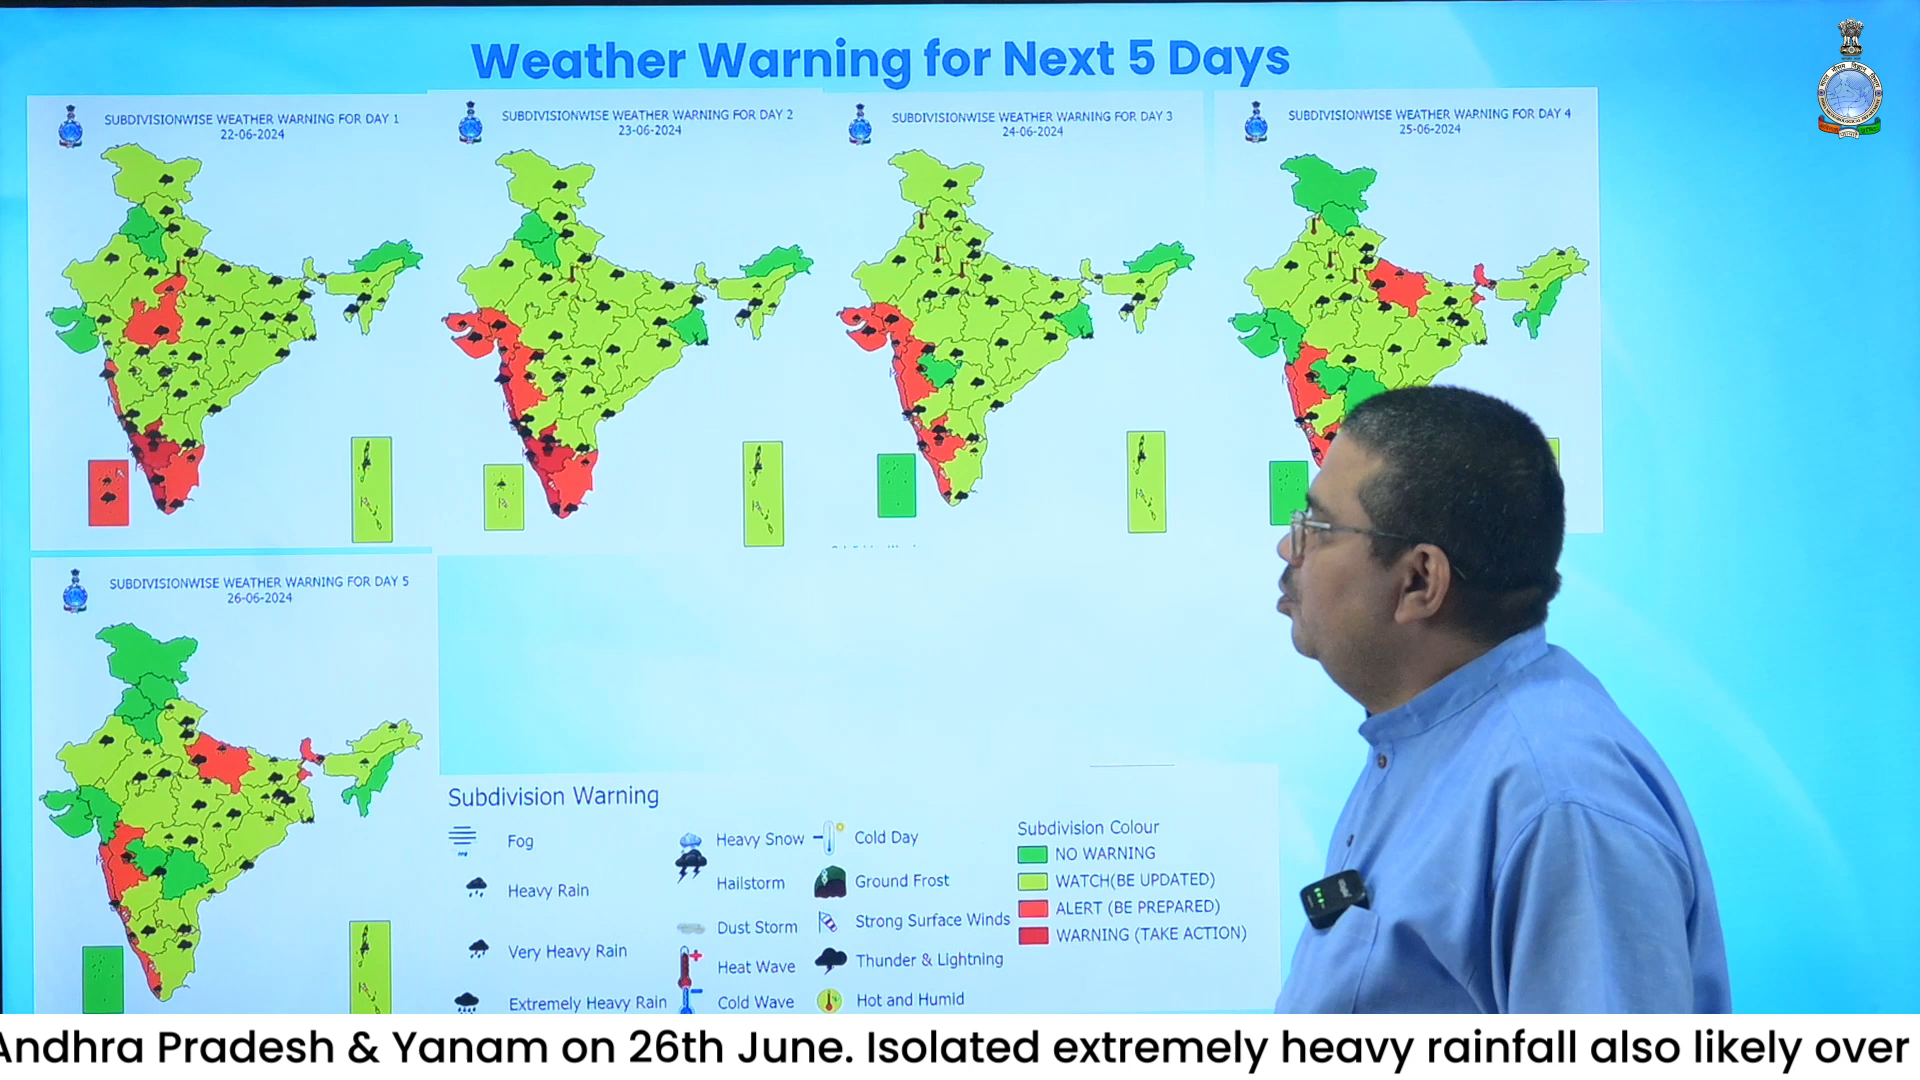 Weather Warning for Next 5 Days
SUBDIVISIONWISE WEATHER WARNING FOR DAY 1
22-06-2024
SUBDIVISIONWISE WEATHER WARNING FOR DAY 2
23-06-2024
SUBDIVISIONWISE WEATHER WARNING FOR DAY 3
24-06-2024
SUBDIVISIONWISE WEATHER WARNING FOR DAY 4
25-06-2024
SUBDIVISIONWISE WEATHER WARNING FOR DAY 5
26-06-2024
Subdivision Warning
Fog
Heavy Rain
Very Heavy Rain
Extremely Heavy Rain
Heavy Snow
Hailstorm
Dust Storm
Heat Wave
Cold Wave
Cold Day
Ground Frost
Strong Surface Winds
Thunder & Lightning
Hot and Humid
Subdivision Colour
NO WARNING
WATCH(BE UPDATED)
ALERT (BE PREPARED)
WARNING (TAKE ACTION)
Andhra Pradesh & Yanam on 26th June. Isolated extremely heavy rainfall also likely over